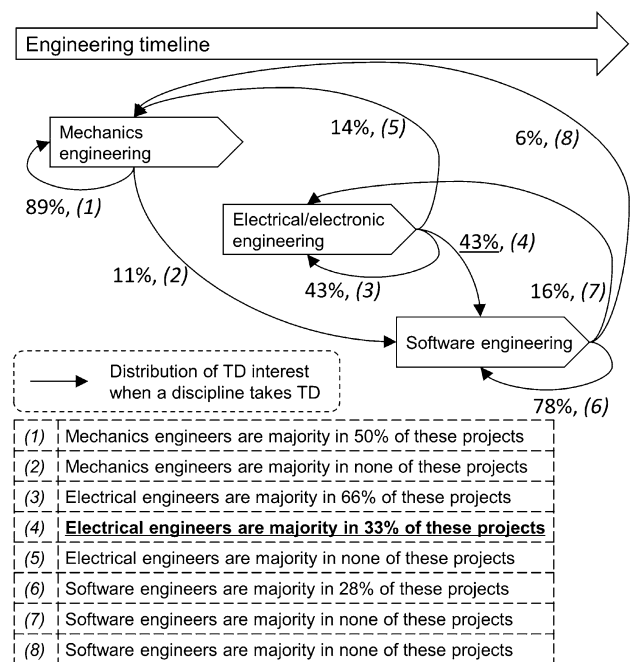 Engineering timeline
Mechanics
engineering
14%, (5)
6%, (8)
89%, (1)
Electrical/electronic
engineering
43%, (4)
11%, (2)
43%, (3)
16%, (7)
Software engineering
78%, (6)
Distribution of TD interest
when a discipline takes TD
(1) Mechanics engineers are majority in 50% of these projects
(2) Mechanics engineers are majority in none of these projects
(3) Electrical engineers are majority in 66% of these projects
(4) Electrical engineers are majority in 33% of these projects
(5) Electrical engineers are majority in none of these projects
(6) Software engineers are majority in 28% of these projects
(7) Software engineers are majority in none of these projects
(8) Software engineers are majority in none of these projects